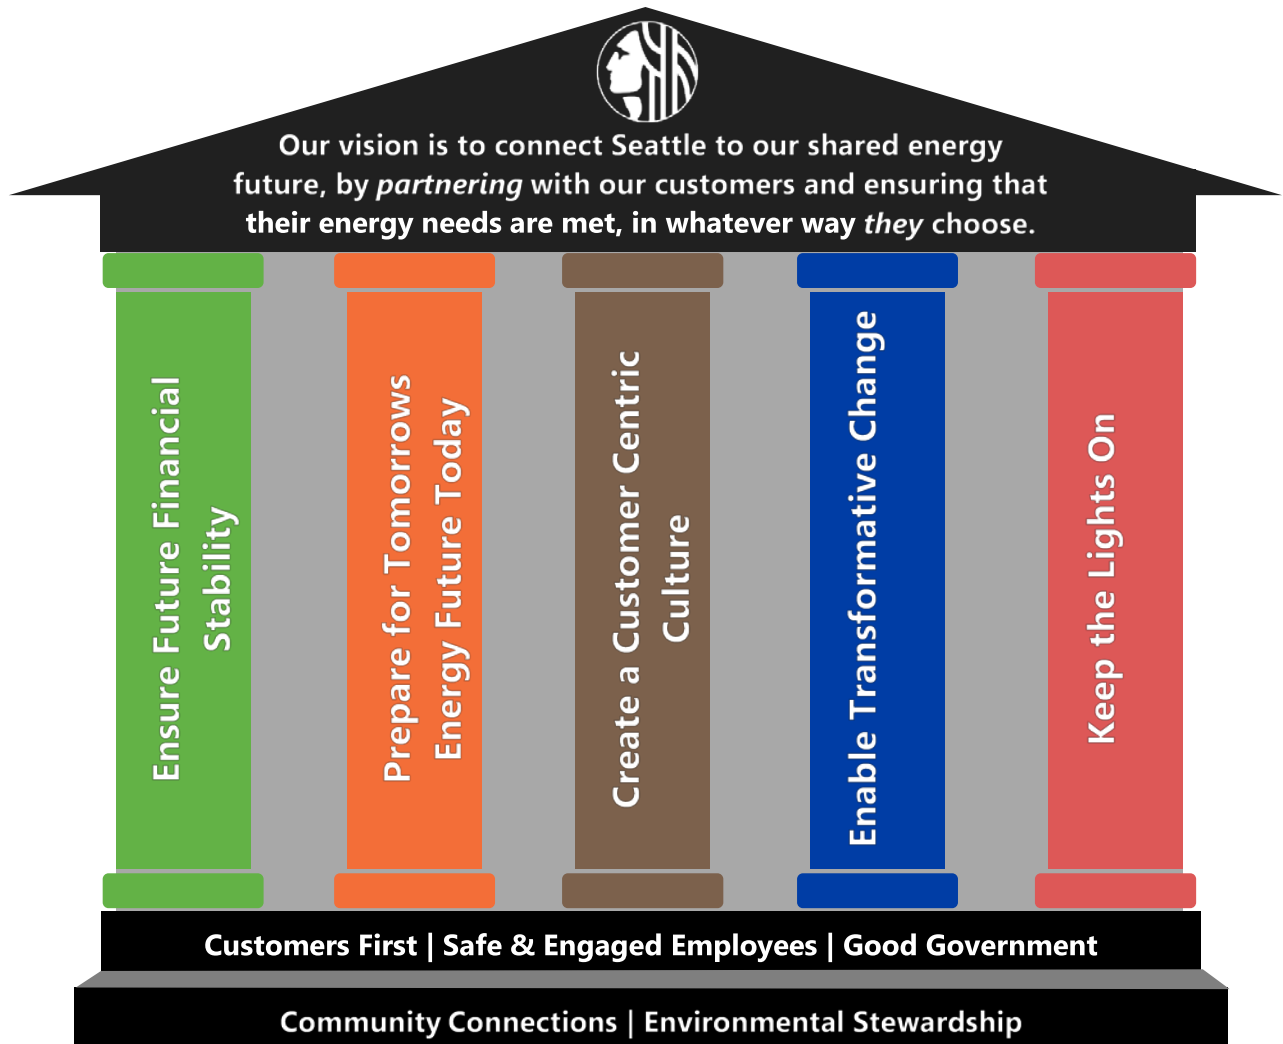 Our vision is to connect Seattle to our shared energy
future, by partnering with our customers and ensuring that
their energy needs are met, in whatever way they choose.
Ensure Future Financial
Stability
Prepare for Tomorrows
Energy Future Today
Create a Customer Centric
Culture
Enable Transformative Change
Keep the Lights On
Customers First | Safe & Engaged Employees | Good Government
Community Connections | Environmental Stewardship